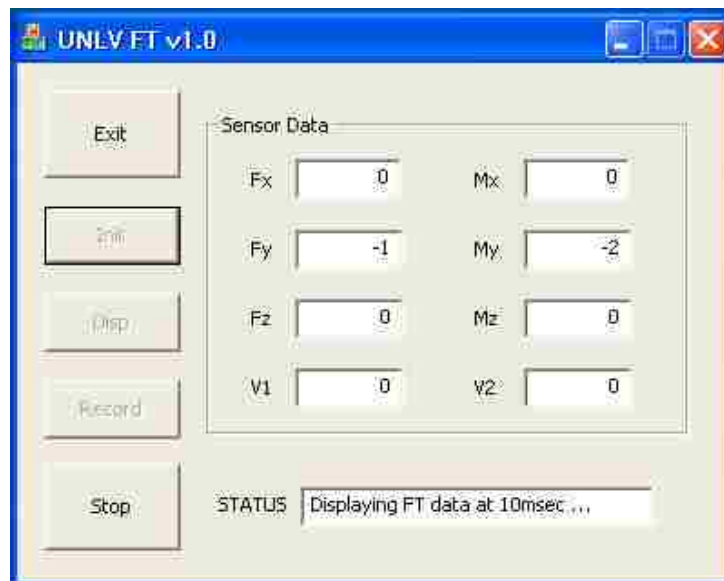 UNLV FT v1.0
Exit
Sensor Data
Fx 0 Mx 0
Init
Fy -1 My -2
Disp
Fz 0 Mz 0
Record
V1 0 V2 0
Stop
STATUS Displaying FT data at 10msec ...